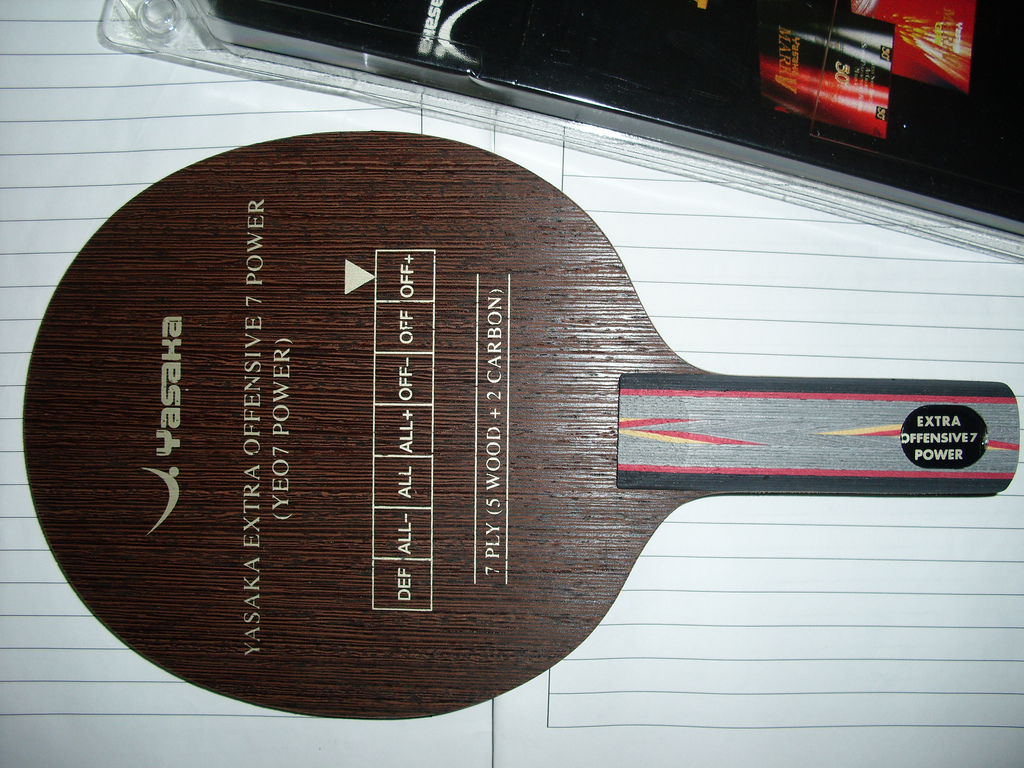 yasaka
YASAKA EXTRA OFFENSIVE 7 POWER
(YEO7 POWER)
DEF ALL- ALL ALL+ OFF- OFF OFF+
7 PLY (5 WOOD + 2 CARBON)
EXTRA
OFFENSIVE 7
POWER